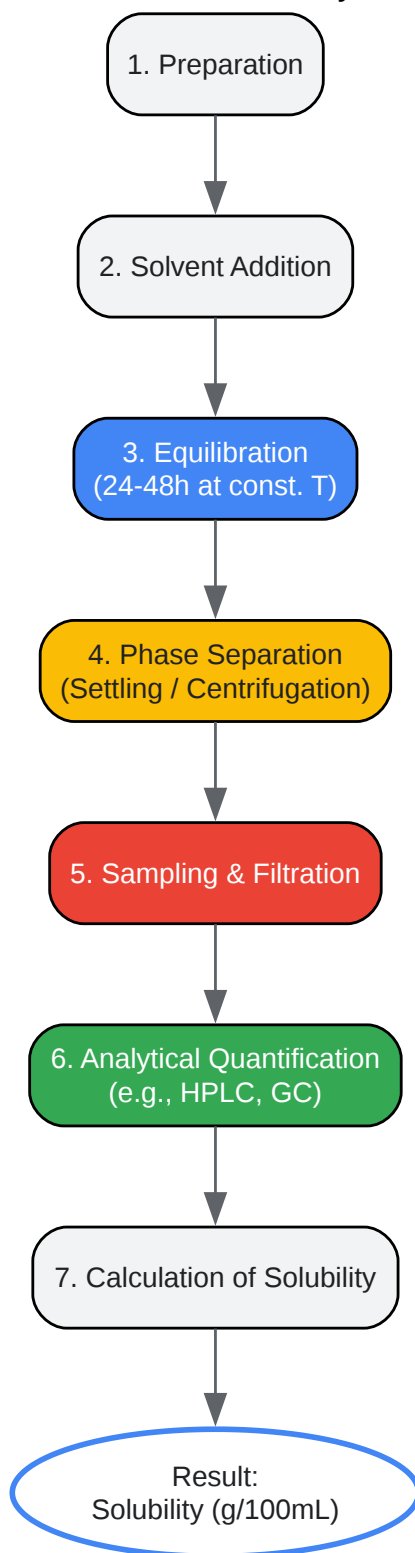 1. Preparation
2. Solvent Addition
3. Equilibration
(24-48h at const. T)
4. Phase Separation
(Settling / Centrifugation)
5. Sampling & Filtration
6. Analytical Quantification
(e.g., HPLC, GC)
7. Calculation of Solubility
Result:
Solubility (g/100mL)